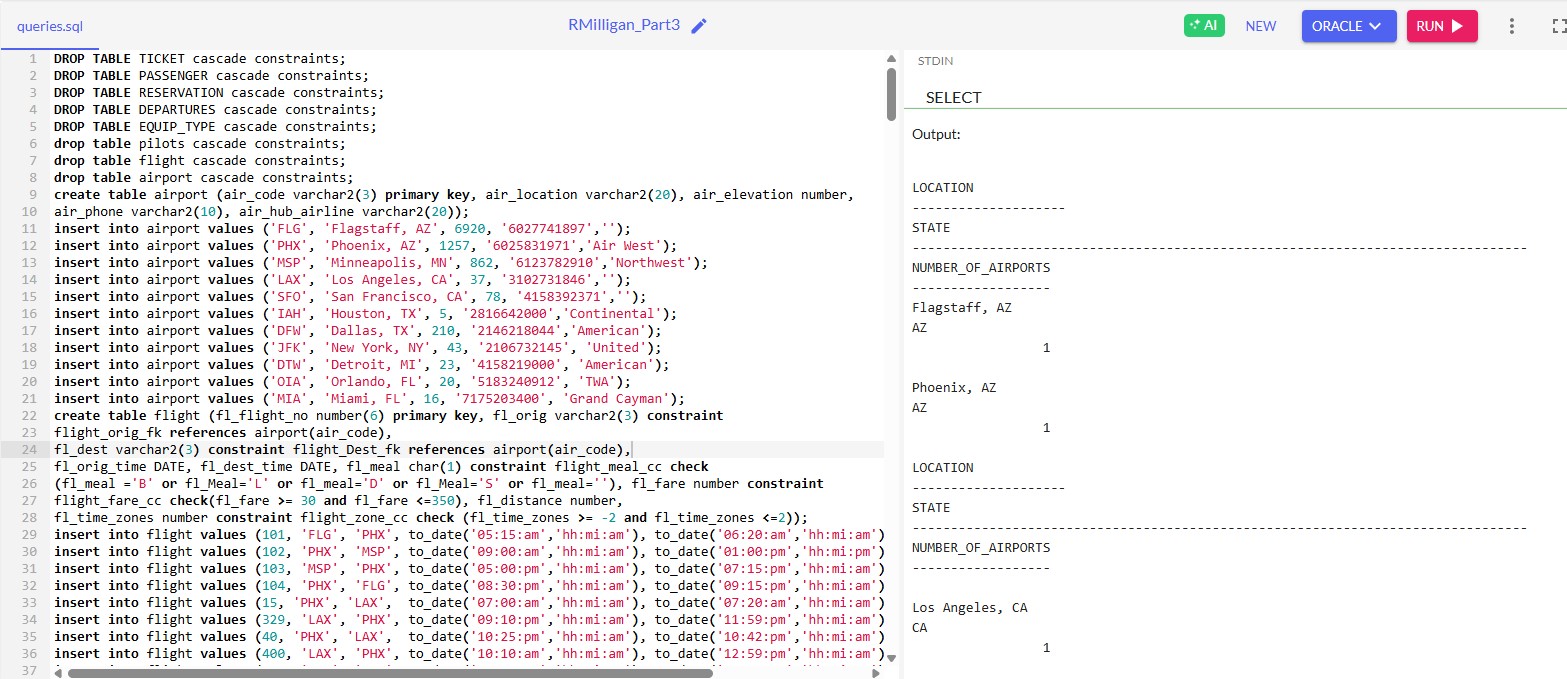 queries.sql
RMilligan_Part3
AI
NEW
ORACLE
RUN
1 DROP TABLE TICKET cascade constraints;
2 DROP TABLE PASSENGER cascade constraints;
3 DROP TABLE RESERVATION cascade constraints;
4 DROP TABLE DEPARTURES cascade constraints;
5 DROP TABLE EQUIP_TYPE cascade constraints;
6 drop table pilots cascade constraints;
7 drop table flight cascade constraints;
8 drop table airport cascade constraints;
9 create table airport (air_code varchar2(3) primary key, air_location varchar2(20), air_elevation number,
10 air_phone varchar2(10), air_hub_airline varchar2(20));
11 insert into airport values ('FLG', 'Flagstaff, AZ', 6920, '6027741897','');
12 insert into airport values ('PHX', 'Phoenix, AZ', 1257, '6025831971','Air West');
13 insert into airport values ('MSP', 'Minneapolis, MN', 862, '6123782910','Northwest');
14 insert into airport values ('LAX', 'Los Angeles, CA', 37, '3102731846','');
15 insert into airport values ('SFO', 'San Francisco, CA', 78, '4158392371','');
16 insert into airport values ('IAH', 'Houston, TX', 5, '2816642000','Continental');
17 insert into airport values ('DFW', 'Dallas, TX', 210, '2146218044','American');
18 insert into airport values ('JFK', 'New York, NY', 43, '2106732145', 'United');
19 insert into airport values ('DTW', 'Detroit, MI', 23, '4158219000', 'American');
20 insert into airport values ('OIA', 'Orlando, FL', 20, '5183240912', 'TWA');
21 insert into airport values ('MIA', 'Miami, FL', 16, '7175203400', 'Grand Cayman');
22 create table flight (fl_flight_no number(6) primary key, fl_orig varchar2(3) constraint
23 flight_orig_fk references airport(air_code),
24 fl_dest varchar2(3) constraint flight_Dest_fk references airport(air_code),
25 fl_orig_time DATE, fl_dest_time DATE, fl_meal char(1) constraint flight_meal_cc check
26 (fl_meal ='B' or fl_Meal='L' or fl_meal='D' or fl_Meal='S' or fl_meal=''), fl_fare number constraint
27 flight_fare_cc check(fl_fare >= 30 and fl_fare <=350), fl_distance number,
28 fl_time_zones number constraint flight_zone_cc check (fl_time_zones >= -2 and fl_time_zones <=2));
29 insert into flight values (101, 'FLG', 'PHX', to_date('05:15:am','hh:mi:am'), to_date('06:20:am','hh:mi:am')
30 insert into flight values (102, 'PHX', 'MSP', to_date('09:00:am','hh:mi:am'), to_date('01:00:pm','hh:mi:pm')
31 insert into flight values (103, 'MSP', 'PHX', to_date('05:00:pm','hh:mi:am'), to_date('07:15:pm','hh:mi:am')
32 insert into flight values (104, 'PHX', 'FLG', to_date('08:30:pm','hh:mi:am'), to_date('09:15:pm','hh:mi:am')
33 insert into flight values (15, 'PHX', 'LAX', to_date('07:00:am','hh:mi:am'), to_date('07:20:am','hh:mi:am')
34 insert into flight values (329, 'LAX', 'PHX', to_date('09:10:pm','hh:mi:am'), to_date('11:59:pm','hh:mi:am')
35 insert into flight values (40, 'PHX', 'LAX', to_date('10:25:pm','hh:mi:am'), to_date('10:42:pm','hh:mi:am')
36 insert into flight values (400, 'LAX', 'PHX', to_date('10:10:am','hh:mi:am'), to_date('12:59:pm','hh:mi:am')
37
STDIN
SELECT
Output:
LOCATION
--------------------
STATE
--------------------------------------------------------------------------------
NUMBER_OF_AIRPORTS
------------------
Flagstaff, AZ
AZ
1
Phoenix, AZ
AZ
1
LOCATION
--------------------
STATE
--------------------------------------------------------------------------------
NUMBER_OF_AIRPORTS
------------------
Los Angeles, CA
CA
1